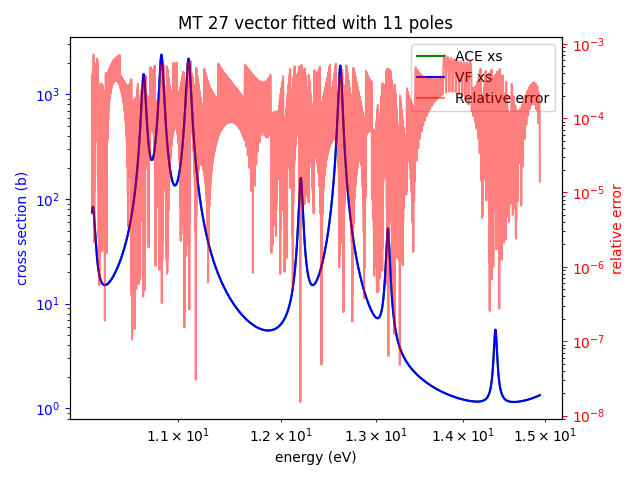 MT 27 vector fitted with 11 poles
ACE xs
VF xs
Relative error
cross section (b)
10³
10²
10¹
10⁰
10⁻³
10⁻⁴
10⁻⁵
10⁻⁶
10⁻⁷
10⁻⁸
relative error
1.1 × 10¹
1.2 × 10¹
1.3 × 10¹
1.4 × 10¹
1.5 × 10¹
energy (eV)